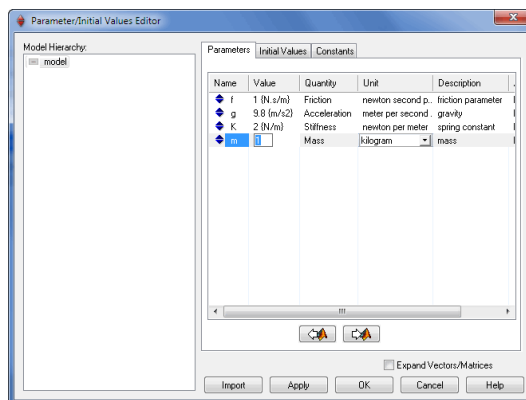 Parameter/Initial Values Editor
Model Hierarchy:
model
Parameters Initial Values Constants
Name Value Quantity Unit Description
f 1 {N.s/m} Friction newton second p.. friction parameter
g 9.8 {m/s2} Acceleration meter per second . gravity
K 2 {N/m} Stiffness newton per meter spring constant
m 1 Mass kilogram mass
Expand Vectors/Matrices
Import Apply OK Cancel Help